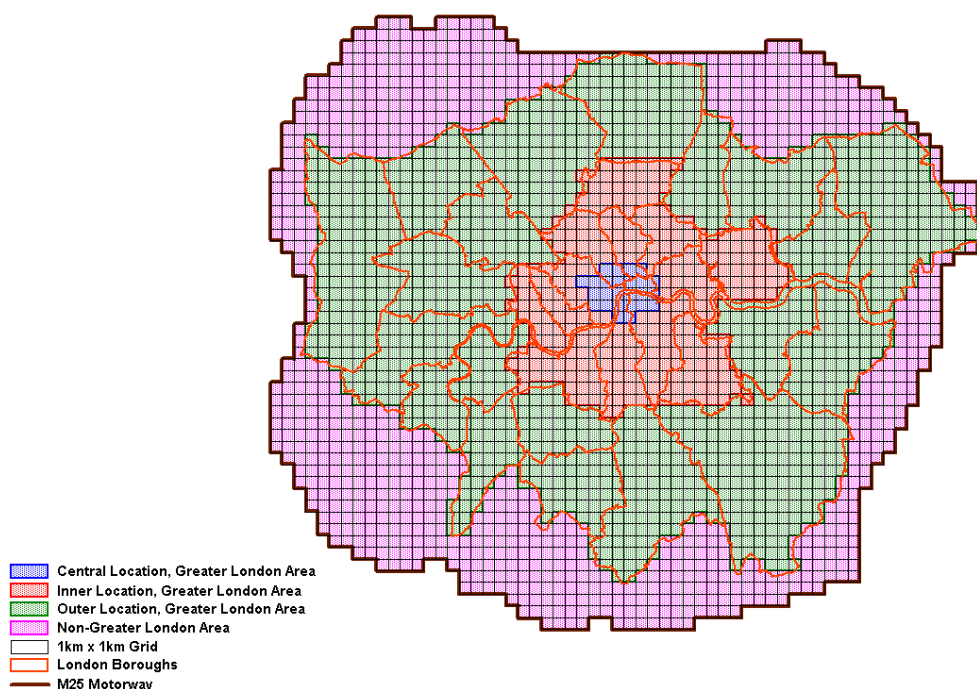 Central Location, Greater London Area
Inner Location, Greater London Area
Outer Location, Greater London Area
Non-Greater London Area
1km x 1km Grid
London Boroughs
M25 Motorway